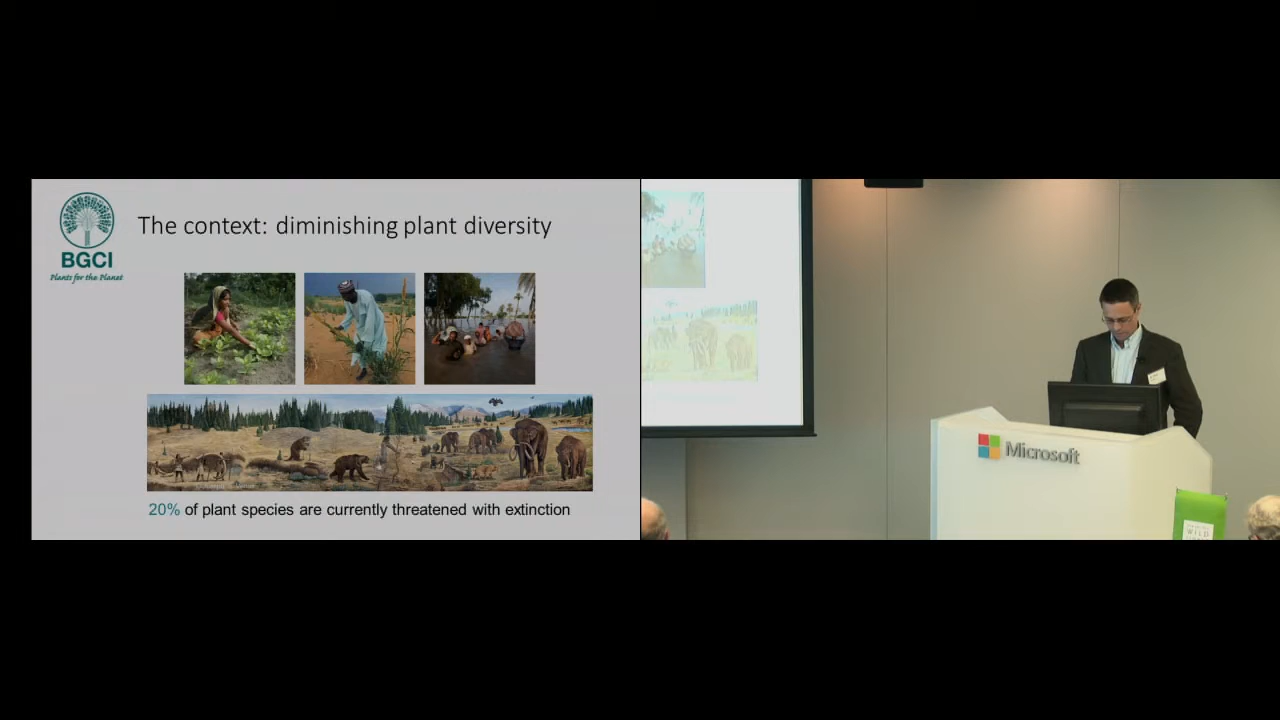 BGCI
Plants for the Planet
The context: diminishing plant diversity
20% of plant species are currently threatened with extinction
Microsoft
WILD